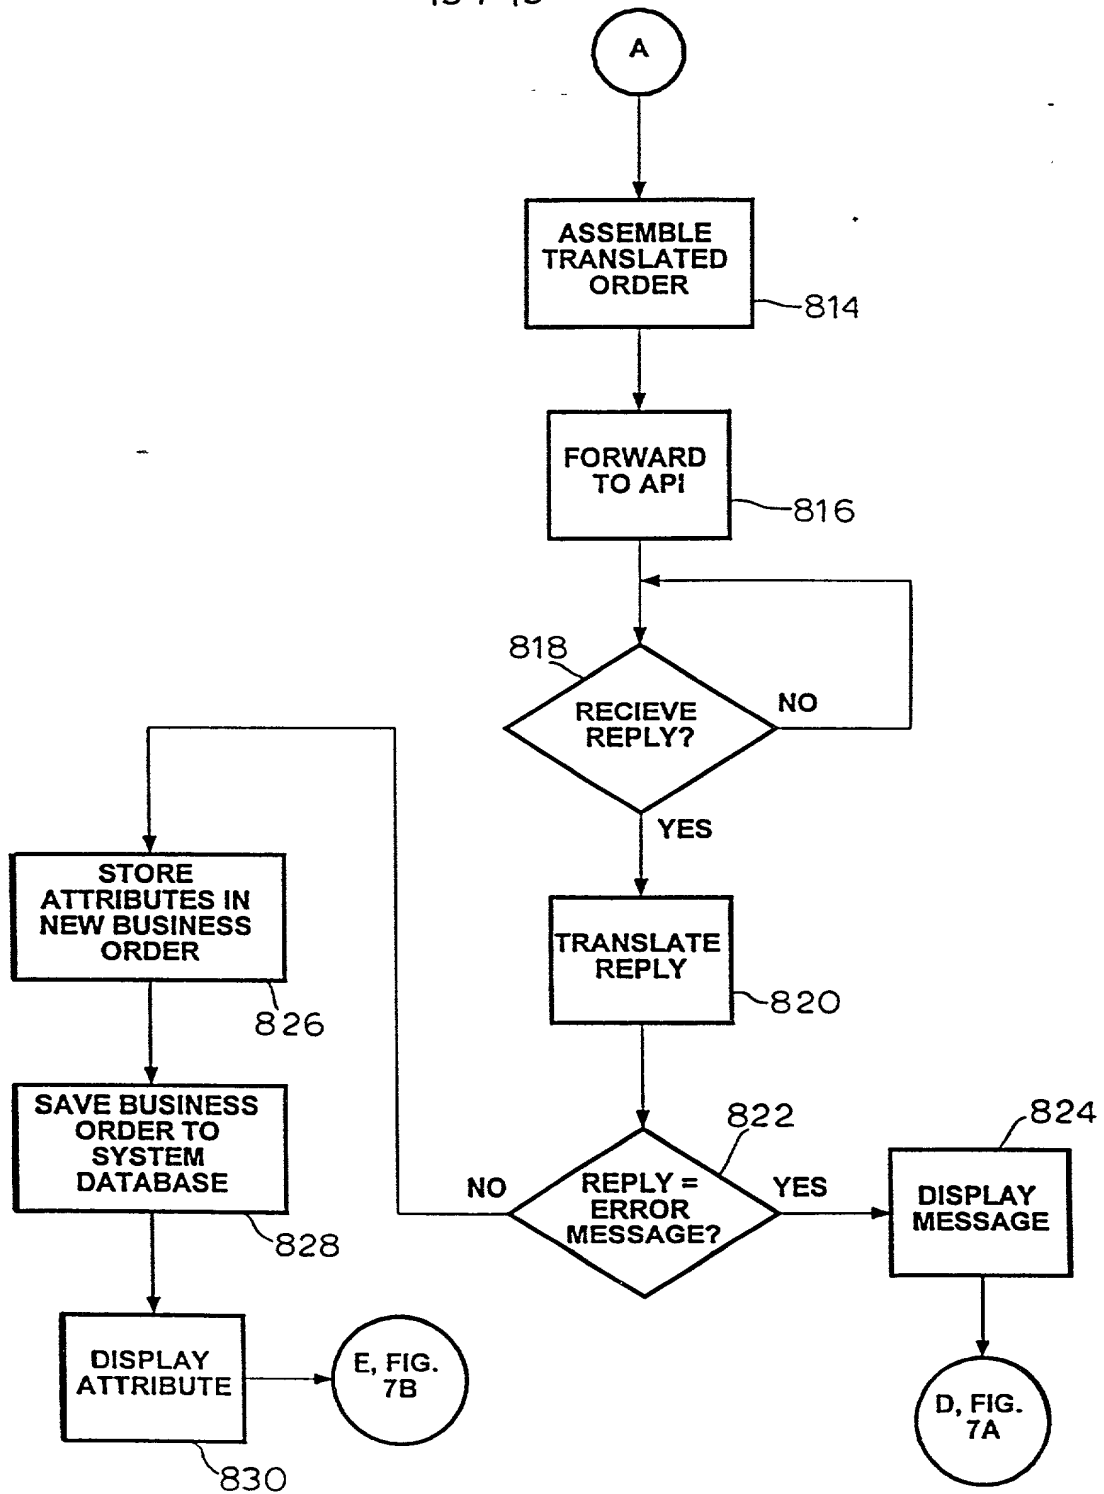 A
ASSEMBLE
TRANSLATED
ORDER
814
FORWARD
TO API
816
818
RECIEVE
REPLY?
NO
YES
TRANSLATE
REPLY
820
822
REPLY =
ERROR
MESSAGE?
NO
YES
824
DISPLAY
MESSAGE
D, FIG.
7A
STORE
ATTRIBUTES IN
NEW BUSINESS
ORDER
826
SAVE BUSINESS
ORDER TO
SYSTEM
DATABASE
828
DISPLAY
ATTRIBUTE
830
E, FIG.
7B